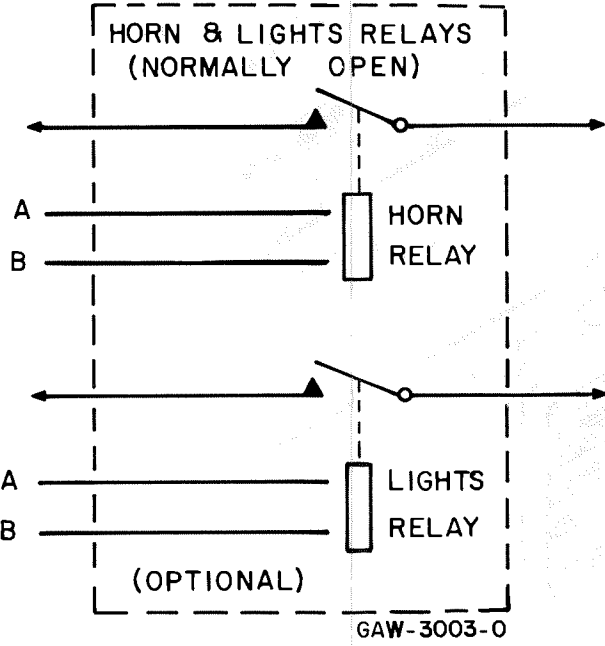 HORN & LIGHTS RELAYS
(NORMALLY OPEN)
A
HORN
B
RELAY
A
LIGHTS
B
RELAY
(OPTIONAL)
GAW-3003-0